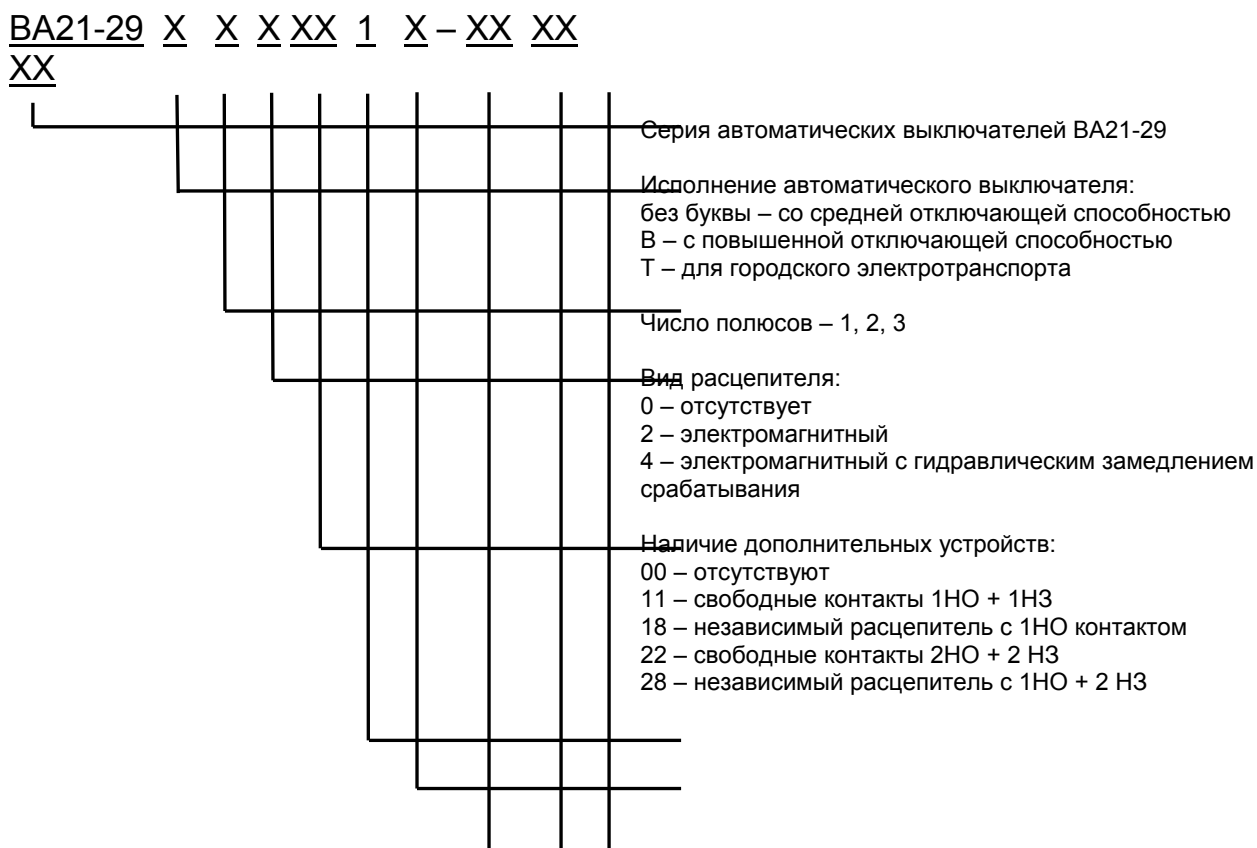 ВА21-29 Х Х Х ХХ 1 Х – ХХ ХХ
ХХ
Серия автоматических выключателей ВА21-29
Исполнение автоматического выключателя:
без буквы – со средней отключающей способностью
В – с повышенной отключающей способностью
Т – для городского электротранспорта
Число полюсов – 1, 2, 3
Вид расцепителя:
0 – отсутствует
2 – электромагнитный
4 – электромагнитный с гидравлическим замедлением
срабатывания
Наличие дополнительных устройств:
00 – отсутствуют
11 – свободные контакты 1НО + 1НЗ
18 – независимый расцепитель с 1НО контактом
22 – свободные контакты 2НО + 2 НЗ
28 – независимый расцепитель с 1НО + 2 НЗ